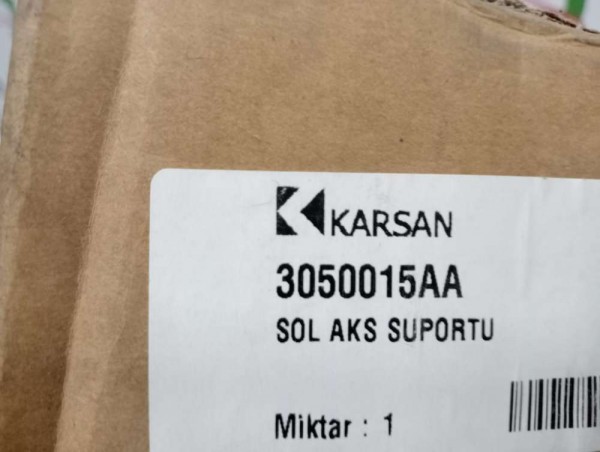 KARSAN
3050015AA
SOL AKS SUPORTU
Miktar : 1